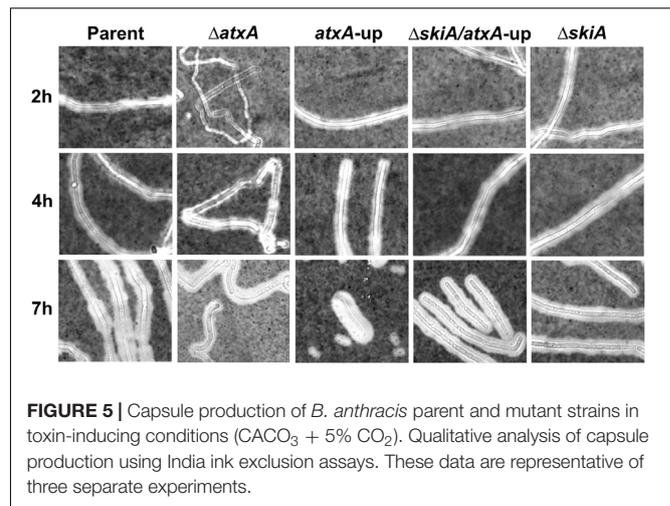 Parent ΔatxA atxA-up ΔskiA/atxA-up ΔskiA
2h
4h
7h
FIGURE 5 | Capsule production of B. anthracis parent and mutant strains in
toxin-inducing conditions (CACO₃ + 5% CO₂). Qualitative analysis of capsule
production using India ink exclusion assays. These data are representative of
three separate experiments.